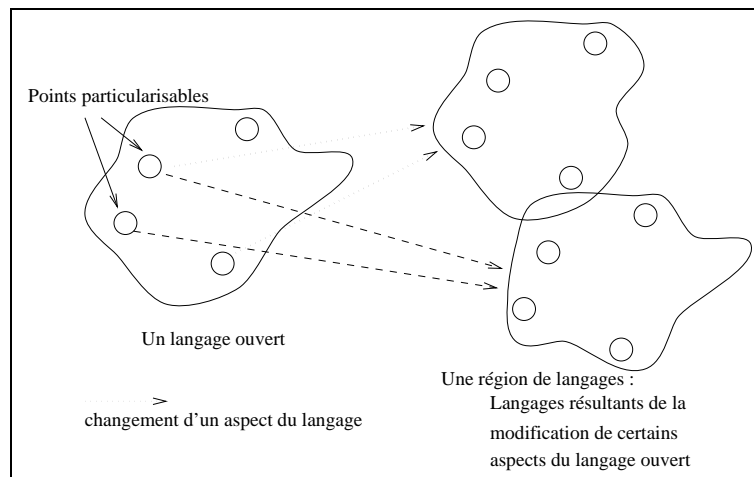 Points particularisables
Un langage ouvert
changement d'un aspect du langage
Une région de langages :
Langages résultants de la
modification de certains
aspects du langage ouvert